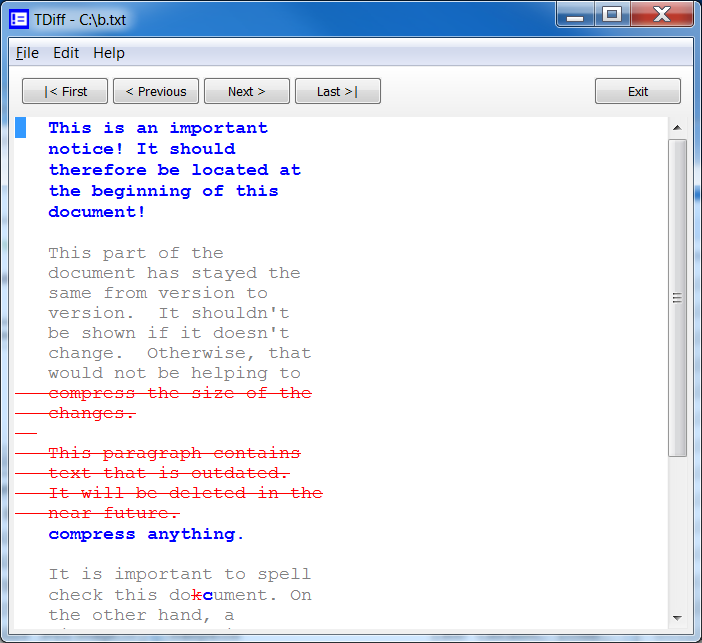 TDiff - C:\b.txt
File Edit Help
|< First < Previous Next > Last >| Exit
This is an important
notice! It should
therefore be located at
the beginning of this
document!
This part of the
document has stayed the
same from version to
version.  It shouldn't
be shown if it doesn't
change.  Otherwise, that
would not be helping to
compress the size of the
changes.
This paragraph contains
text that is outdated.
It will be deleted in the
near future.
compress anything.
It is important to spell
check this dokcument. On
the other hand, a